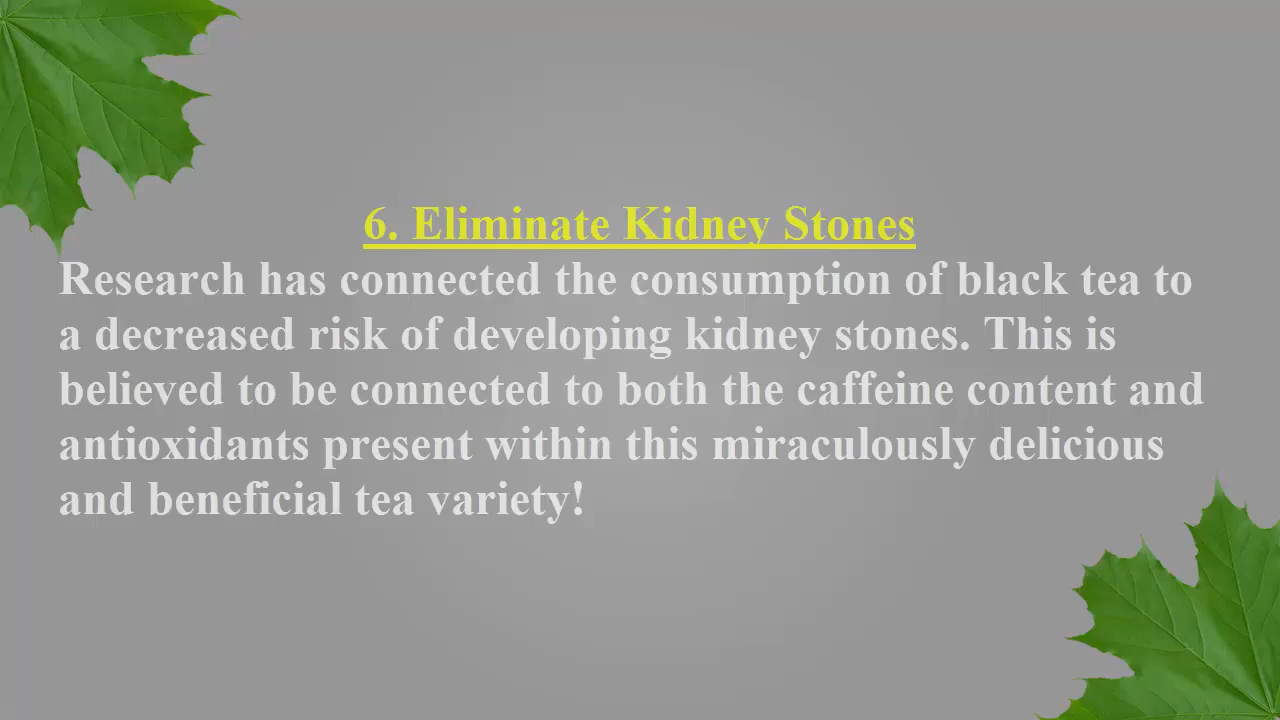 6. Eliminate Kidney Stones
Research has connected the consumption of black tea to
a decreased risk of developing kidney stones. This is
believed to be connected to both the caffeine content and
antioxidants present within this miraculously delicious
and beneficial tea variety!